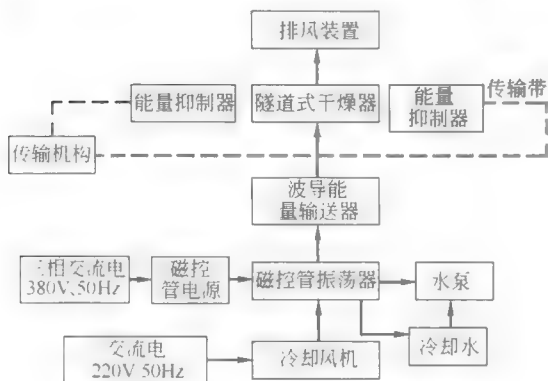 排风装置
能量抑制器
隧道式干燥器
能量
抑制器
传输带
传输机构
波导能
量输送器
三相交流电
380V、50Hz
磁控
管电源
磁控管振荡器
水泵
交流电
220V 50Hz
冷却风机
冷却水